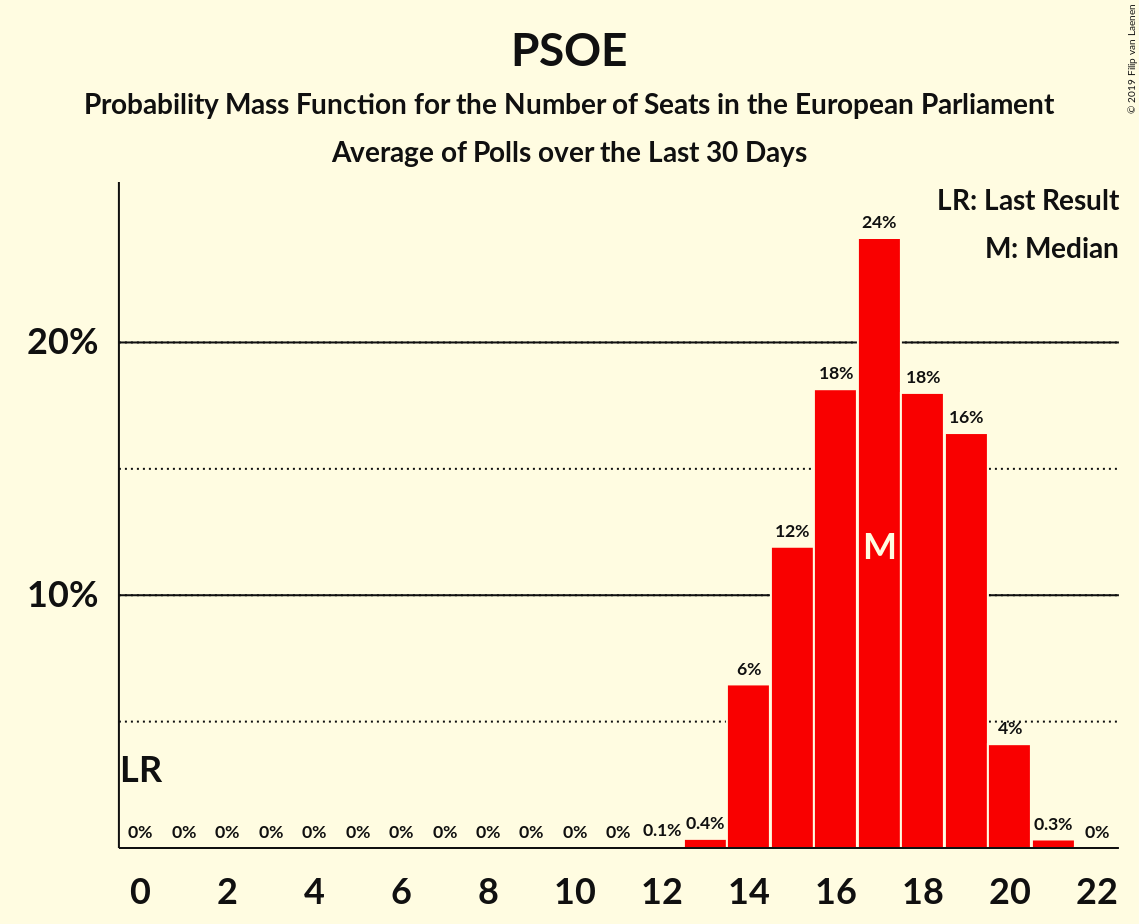 PSOE
Probability Mass Function for the Number of Seats in the European Parliament
Average of Polls over the Last 30 Days
© 2019 Filip van Laenen
LR: Last Result
M: Median
24%
20%
18%
18%
16%
12%
M
10%
6%
4%
LR
0% 0% 0% 0% 0% 0% 0% 0% 0% 0% 0% 0% 0.1% 0.4% 0.3% 0%
0 2 4 6 8 10 12 14 16 18 20 22